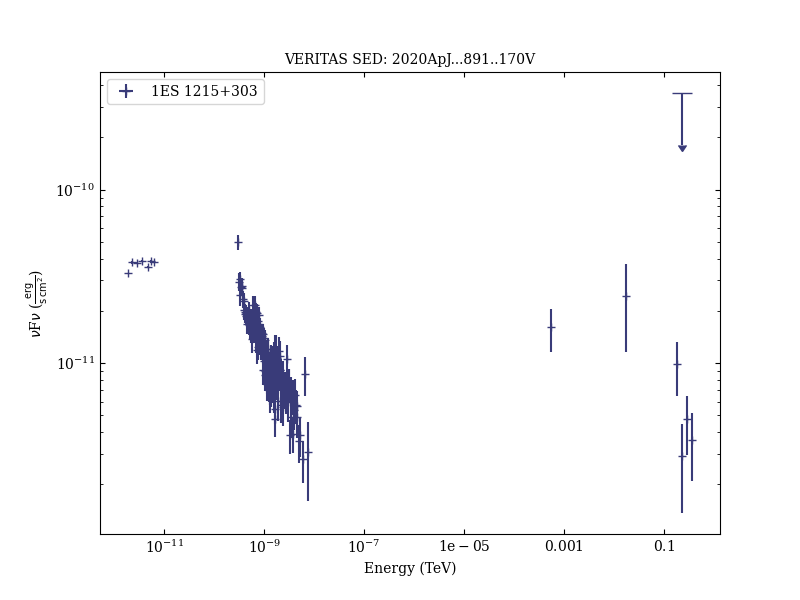 VERITAS SED: 2020ApJ...891..170V
1ES 1215+303
10⁻¹⁰
10⁻¹¹
νFν (erg / s cm²)
10⁻¹¹
10⁻⁹
10⁻⁷
1e−05
0.001
0.1
Energy (TeV)